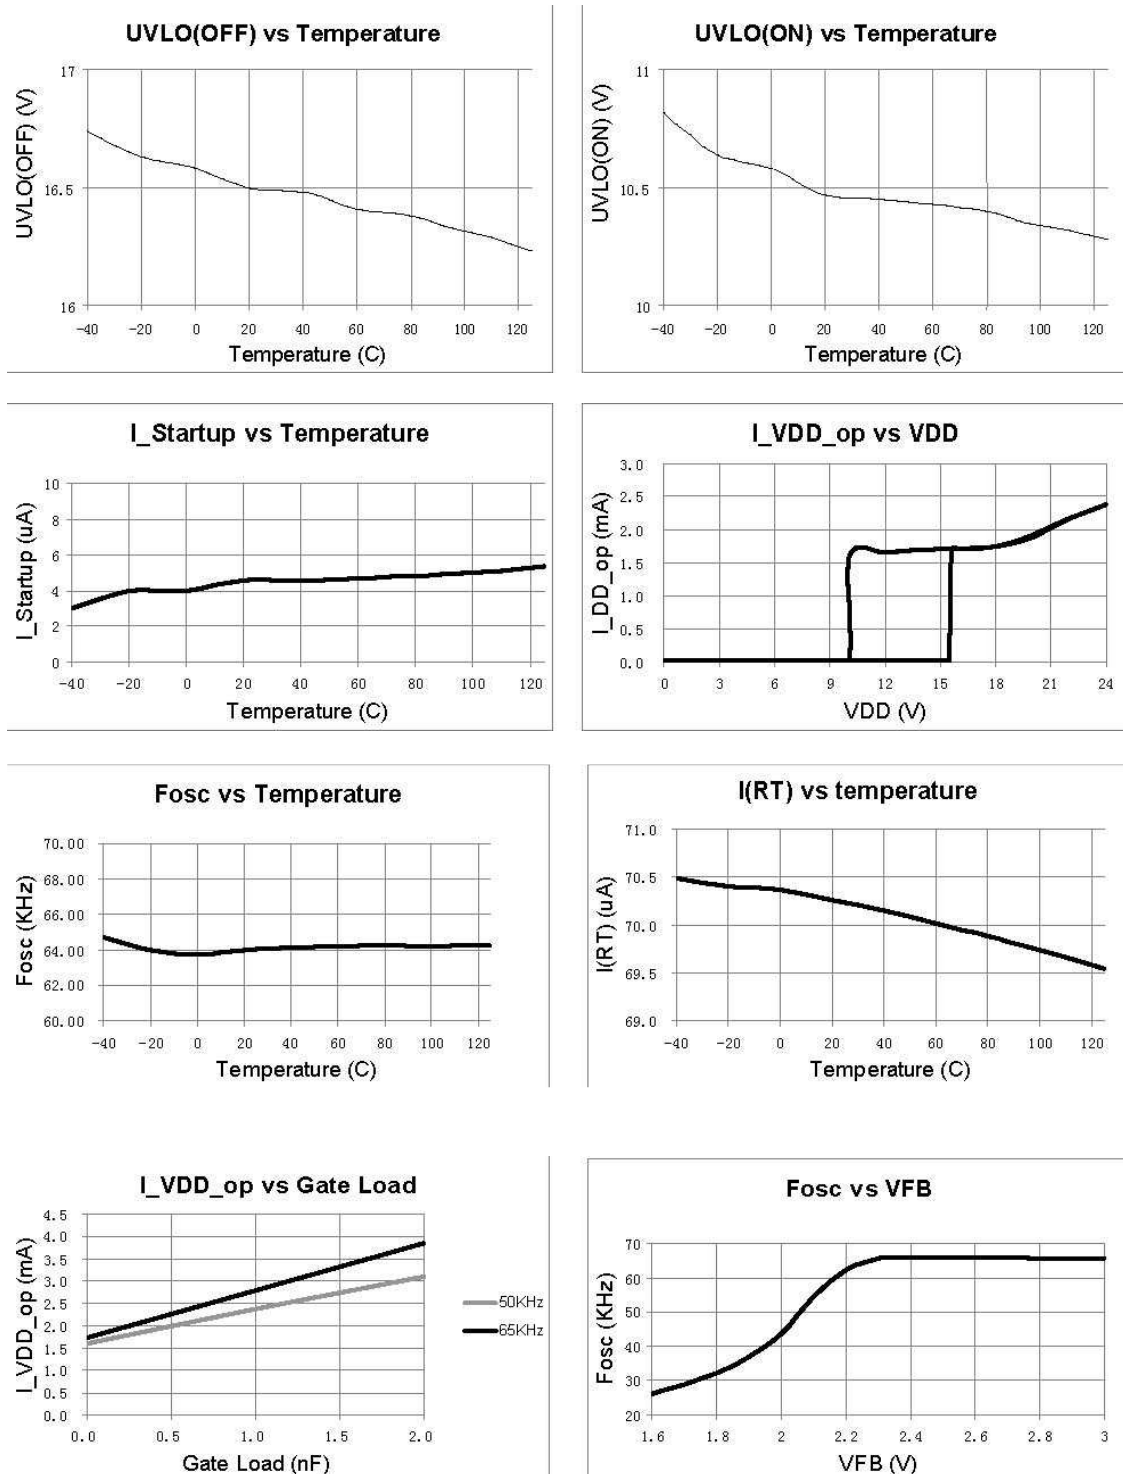 UVLO(OFF) vs Temperature
UVLO(OFF) (V)
17
16.5
16
-40 -20 0 20 40 60 80 100 120
Temperature (C)
UVLO(ON) vs Temperature
UVLO(ON) (V)
11
10.5
10
-40 -20 0 20 40 60 80 100 120
Temperature (C)
I_Startup vs Temperature
I_Startup (uA)
10
8
6
4
2
0
-40 -20 0 20 40 60 80 100 120
Temperature (C)
I_VDD_op vs VDD
I_DD_op (mA)
3.0
2.5
2.0
1.5
1.0
0.5
0.0
0 3 6 9 12 15 18 21 24
VDD (V)
Fosc vs Temperature
Fosc (KHz)
70.00
68.00
66.00
64.00
62.00
60.00
-40 -20 0 20 40 60 80 100 120
Temperature (C)
I(RT) vs temperature
I(RT) (uA)
71.0
70.5
70.0
69.5
69.0
-40 -20 0 20 40 60 80 100 120
Temperature (C)
I_VDD_op vs Gate Load
I_VDD_op (mA)
4.5
4.0
3.5
3.0
2.5
2.0
1.5
1.0
0.5
0.0
0.0 0.5 1.0 1.5 2.0
Gate Load (nF)
50KHz
65KHz
Fosc vs VFB
Fosc (KHz)
70
60
50
40
30
20
1.6 1.8 2 2.2 2.4 2.6 2.8 3
VFB (V)